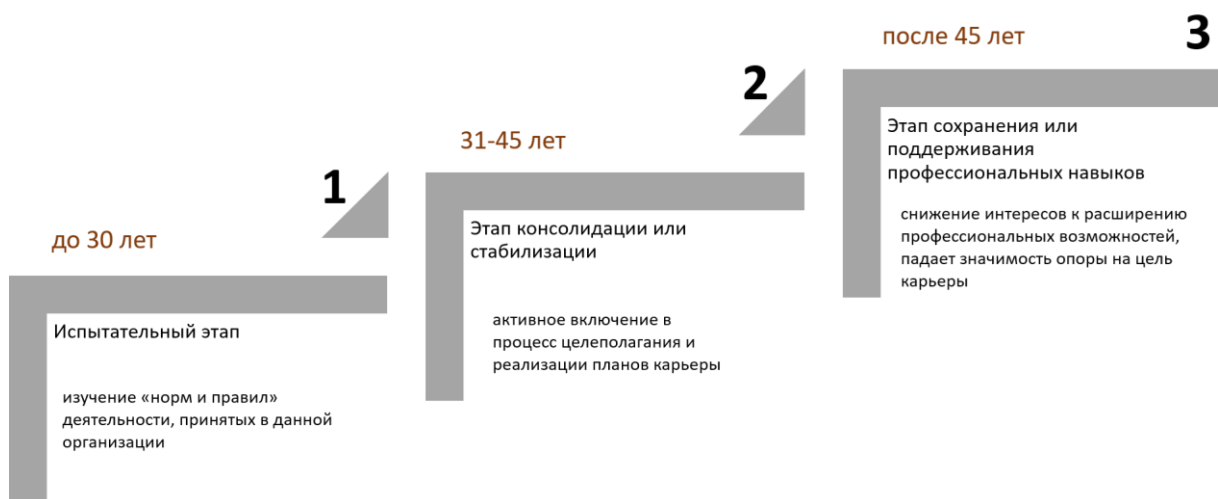 до 30 лет
1
Испытательный этап
изучение «норм и правил»
деятельности, принятых в данной
организации
31-45 лет
2
Этап консолидации или
стабилизации
активное включение в
процесс целеполагания и
реализации планов карьеры
после 45 лет
3
Этап сохранения или
поддерживания
профессиональных навыков
снижение интересов к расширению
профессиональных возможностей,
падает значимость опоры на цель
карьеры